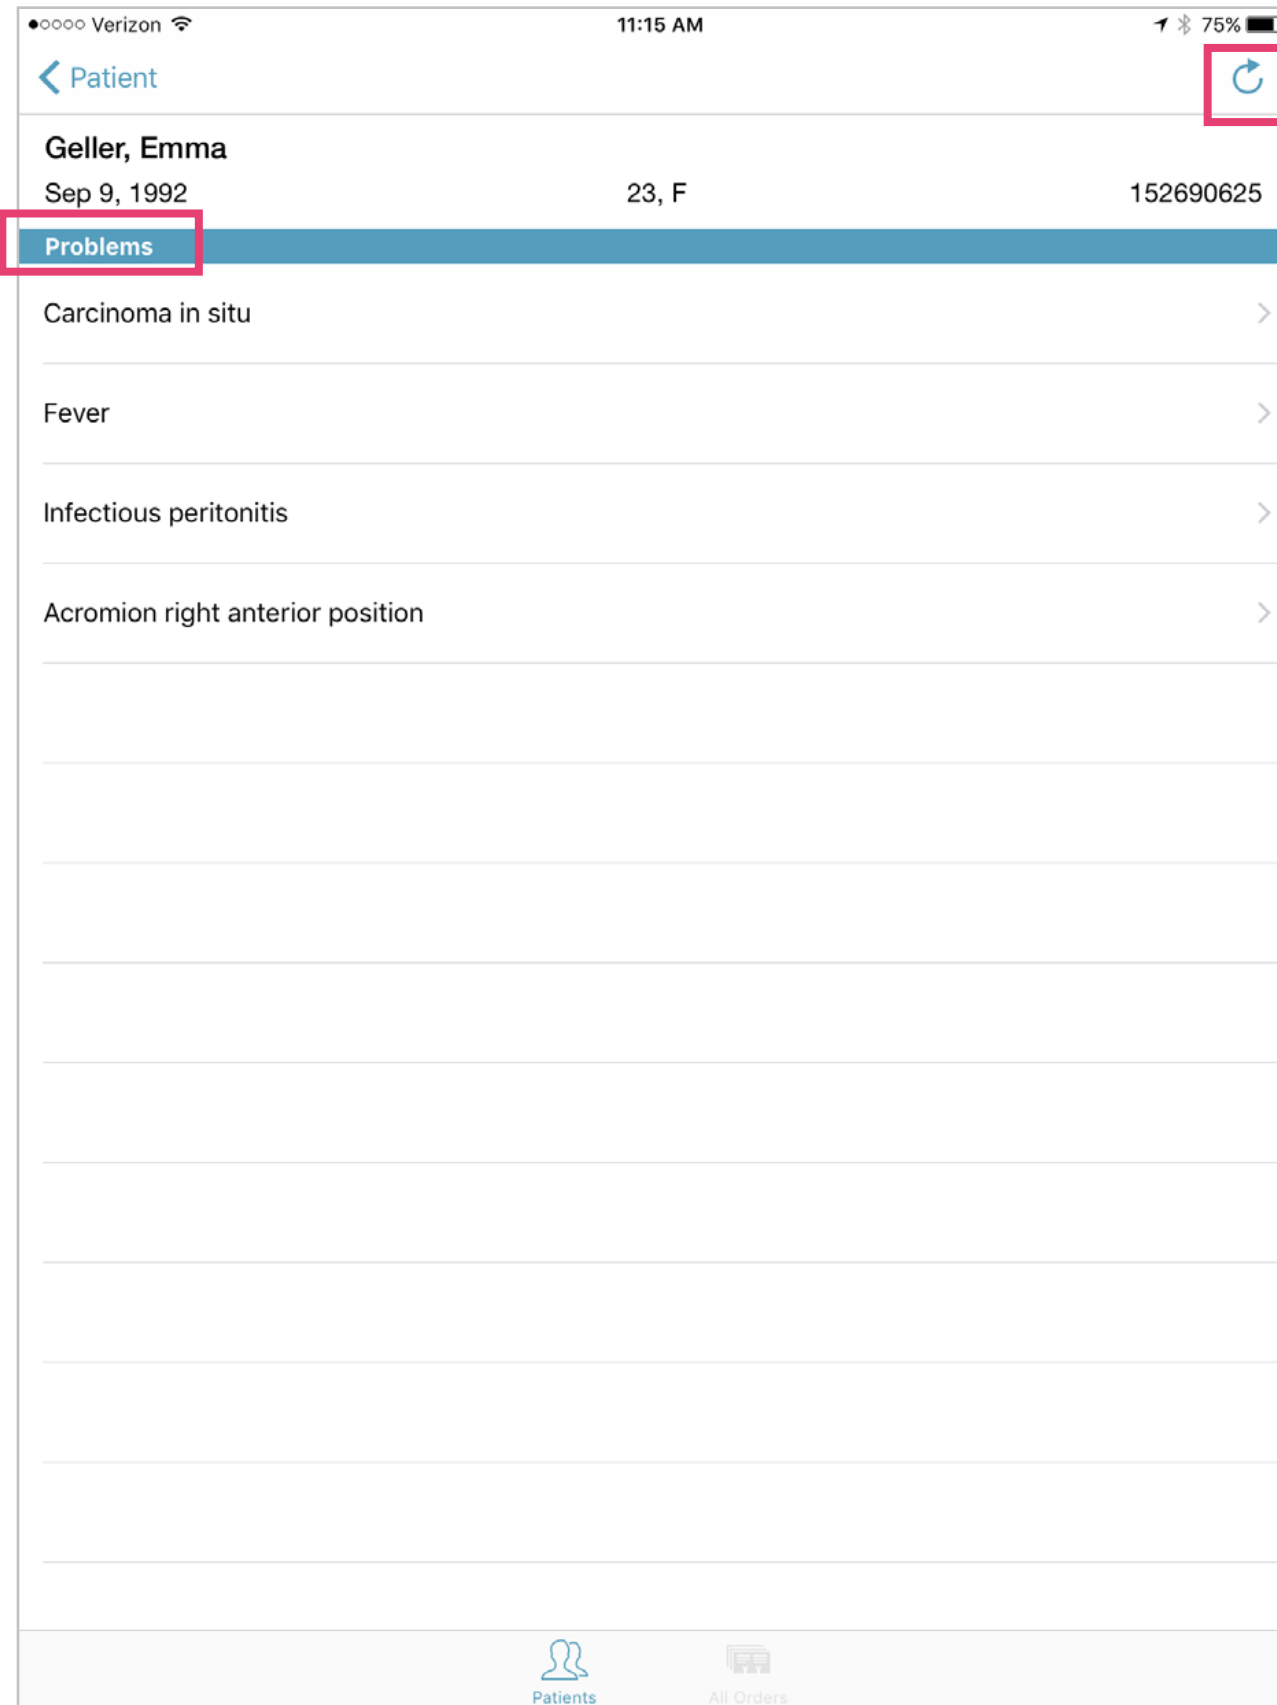 Verizon 11:15 AM 75%
Patient
Geller, Emma
Sep 9, 1992 23, F 152690625
Problems
Carcinoma in situ
Fever
Infectious peritonitis
Acromion right anterior position
Patients All Orders